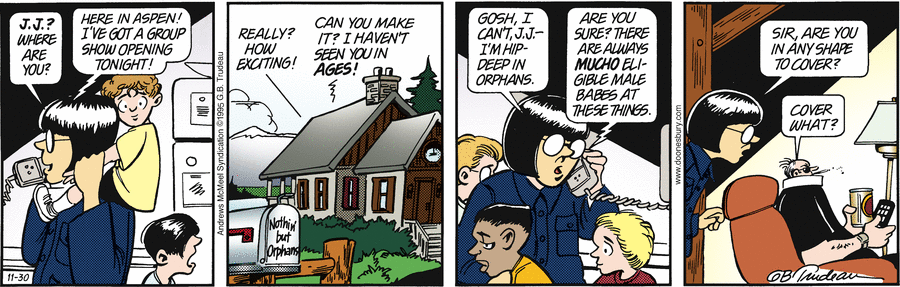 J.J.?
WHERE
ARE
YOU?
HERE IN ASPEN!
I'VE GOT A GROUP
SHOW OPENING
TONIGHT!
11-30
Andrews McMeel Syndication ©1995 G.B. Trudeau
REALLY?
HOW
EXCITING!
CAN YOU MAKE
IT? I HAVEN'T
SEEN YOU IN
AGES!
Nothin'
but
Orphans
GOSH, I
CAN'T, J.J.–
I'M HIP-
DEEP IN
ORPHANS.
ARE YOU
SURE? THERE
ARE ALWAYS
MUCHO ELI-
GIBLE MALE
BABES AT
THESE THINGS.
www.doonesbury.com
SIR, ARE YOU
IN ANY SHAPE
TO COVER?
COVER
WHAT?
GB Trudeau